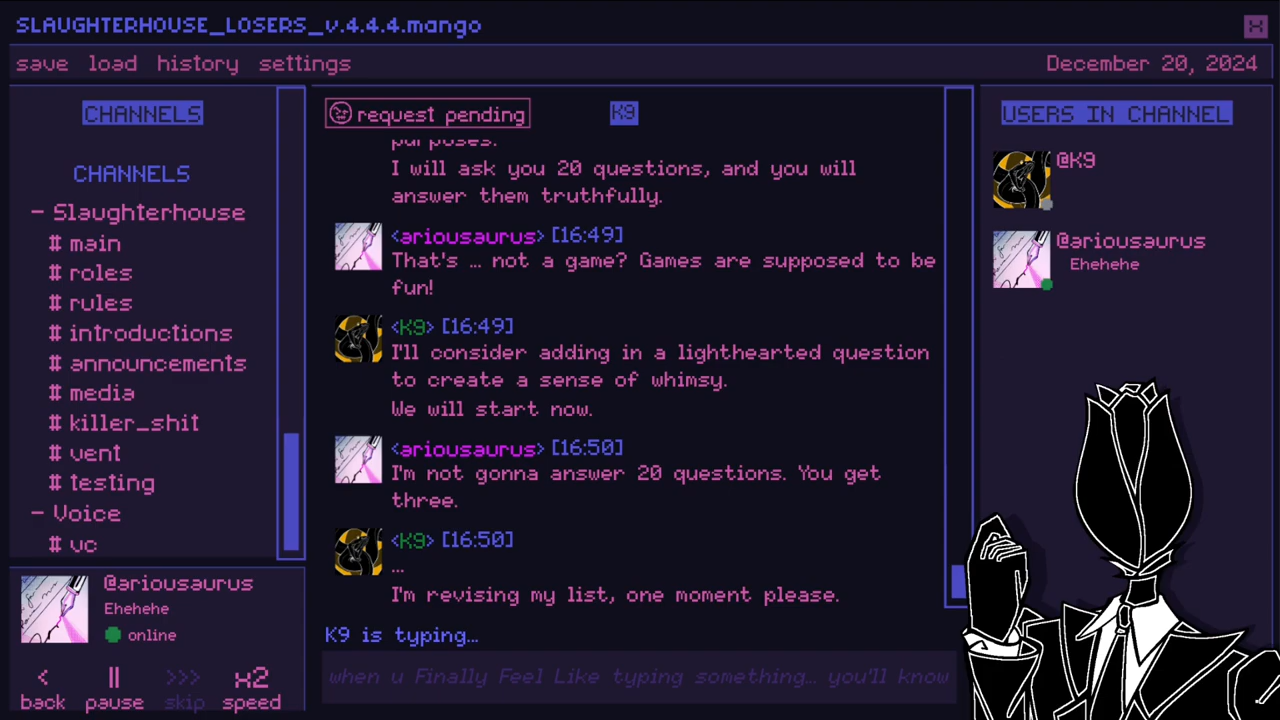 SLAUGHTERHOUSE_LOSERS_v.4.4.4.mango
x
save load history settings
December 20, 2024
CHANNELS
CHANNELS
- Slaughterhouse
# main
# roles
# rules
# introductions
# announcements
# media
# killer_shit
# vent
# testing
- Voice
# vc
@ariousaurus
Ehehehe
online
< || >>> x2
back pause skip speed
request pending
K9
purposes.
I will ask you 20 questions, and you will
answer them truthfully.
<ariousaurus> [16:49]
That's ... not a game? Games are supposed to be
fun!
<K9> [16:49]
I'll consider adding in a lighthearted question
to create a sense of whimsy.
We will start now.
<ariousaurus> [16:50]
I'm not gonna answer 20 questions. You get
three.
<K9> [16:50]
...
I'm revising my list, one moment please.
K9 is typing...
when u Finally Feel Like typing something... you'll know
USERS IN CHANNEL
@K9
@ariousaurus
Ehehehe